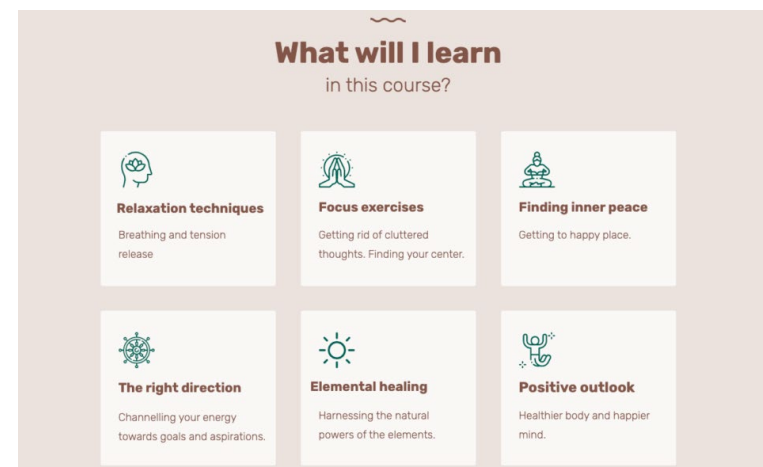 What will I learn
in this course?
Relaxation techniques
Breathing and tension
release
Focus exercises
Getting rid of cluttered
thoughts. Finding your center.
Finding inner peace
Getting to happy place.
The right direction
Channelling your energy
towards goals and aspirations.
Elemental healing
Harnessing the natural
powers of the elements.
Positive outlook
Healthier body and happier
mind.